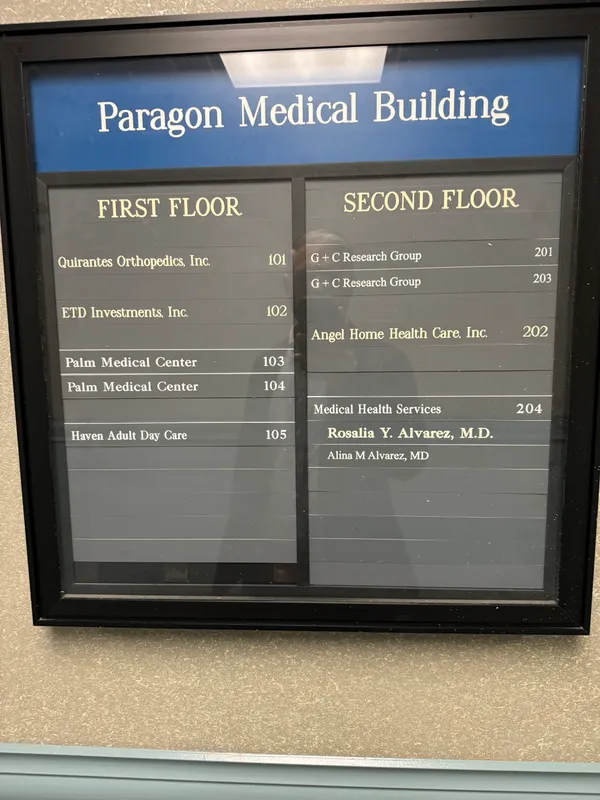 Paragon Medical Building
FIRST FLOOR
Quirantes Orthopedics, Inc. 101
ETD Investments, Inc. 102
Palm Medical Center 103
Palm Medical Center 104
Haven Adult Day Care 105
SECOND FLOOR
G + C Research Group 201
G + C Research Group 203
Angel Home Health Care, Inc. 202
Medical Health Services 204
Rosalia Y. Alvarez, M.D.
Alina M Alvarez, MD